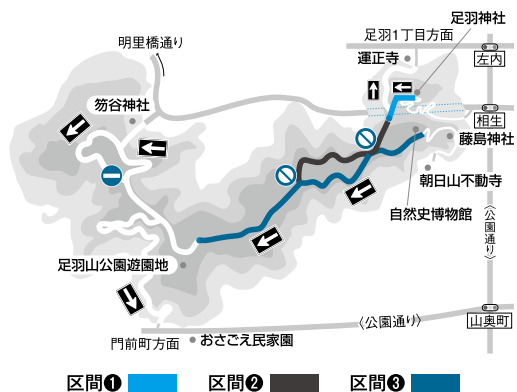 足羽神社
足羽1丁目方面
明里橋通り
運正寺
左内
笏谷神社
相生
藤島神社
朝日山不動寺
自然史博物館
〈公園通り〉
足羽山公園遊園地
〈公園通り〉
山奥町
門前町方面
おさごえ民家園
区間❶
区間❷
区間❸